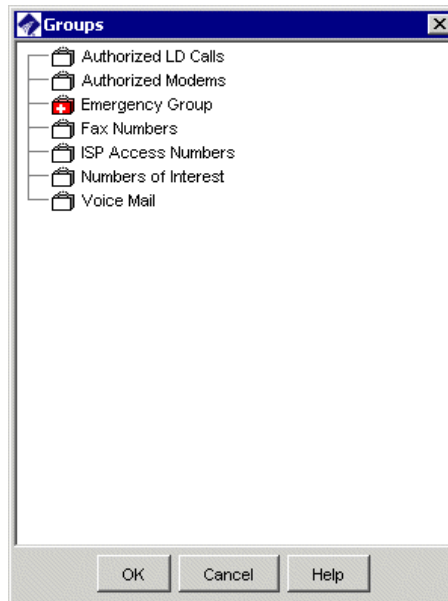 Groups
Authorized LD Calls
Authorized Modems
Emergency Group
Fax Numbers
ISP Access Numbers
Numbers of Interest
Voice Mail
OK Cancel Help